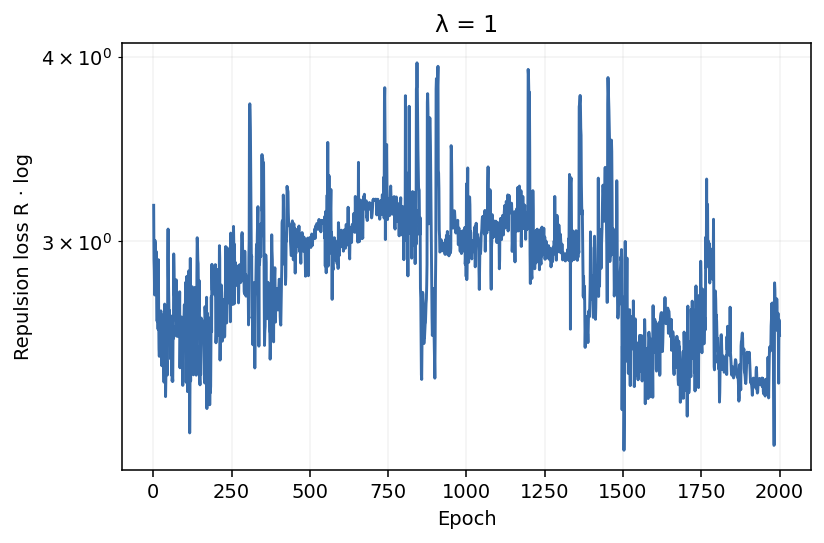 λ = 1
Repulsion loss R · log
4 × 10⁰
3 × 10⁰
0 250 500 750 1000 1250 1500 1750 2000
Epoch